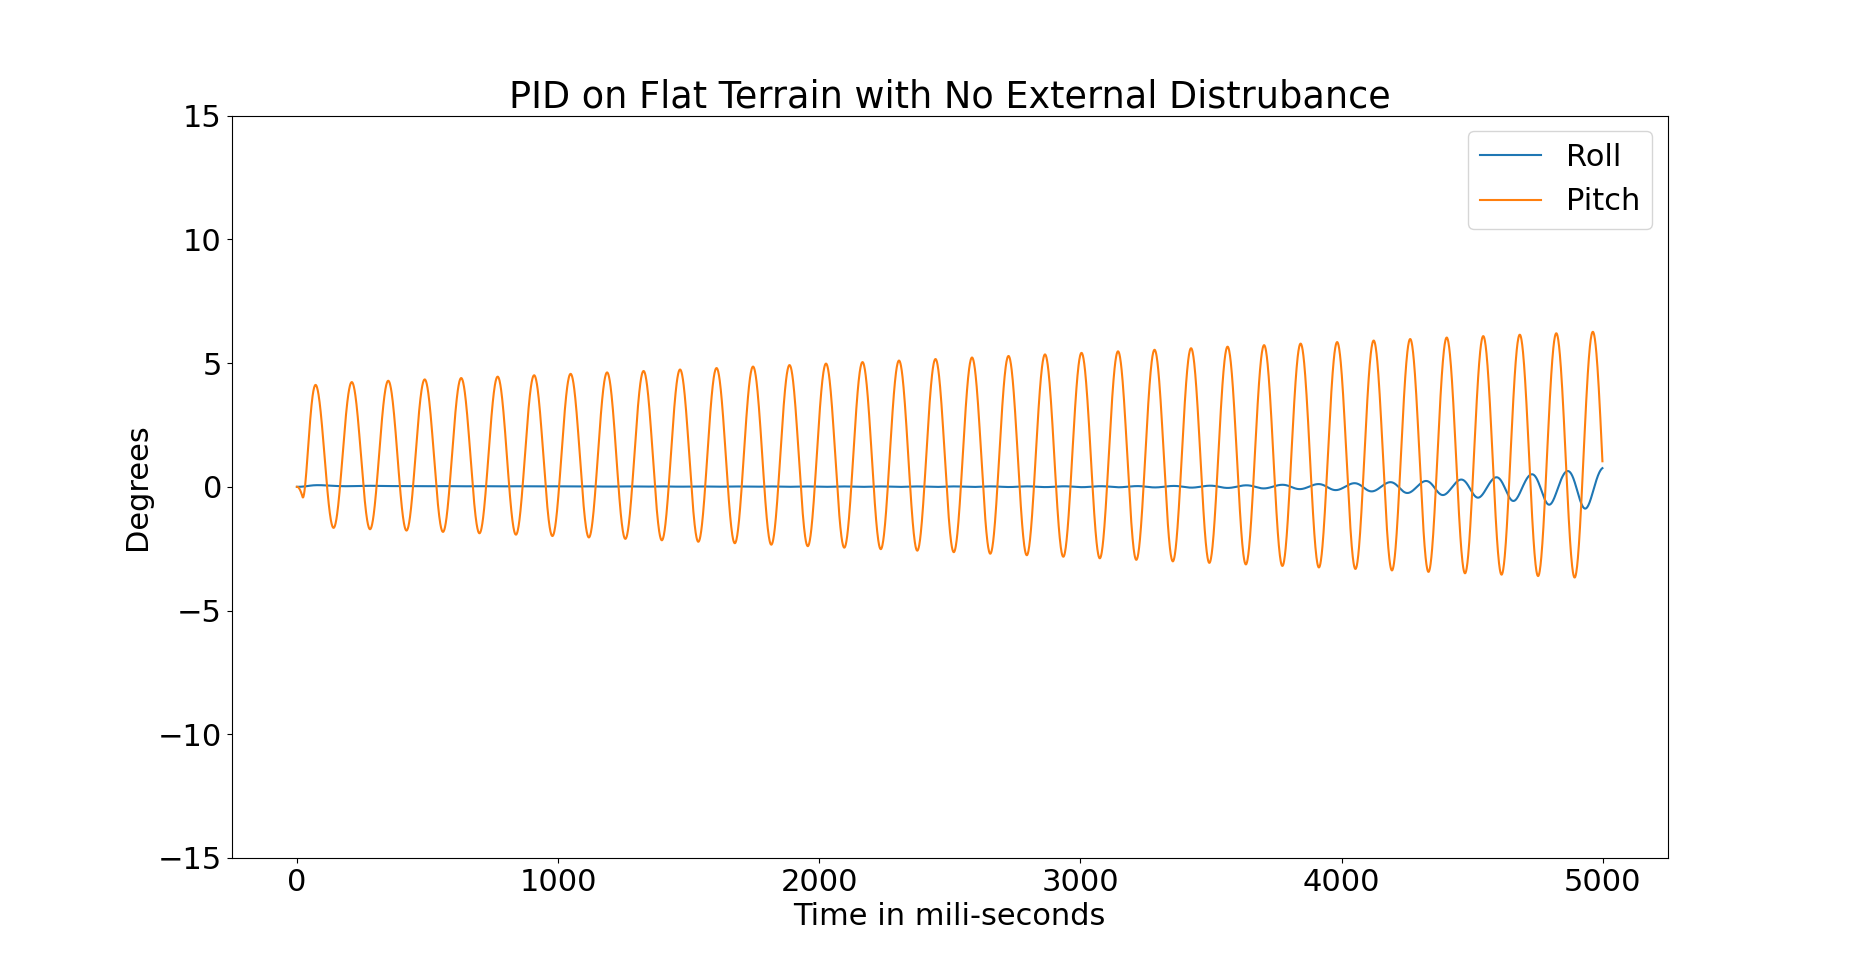 PID on Flat Terrain with No External Distrubance
15
10
5
0
−5
−10
−15
Degrees
Roll
Pitch
0 1000 2000 3000 4000 5000
Time in mili-seconds